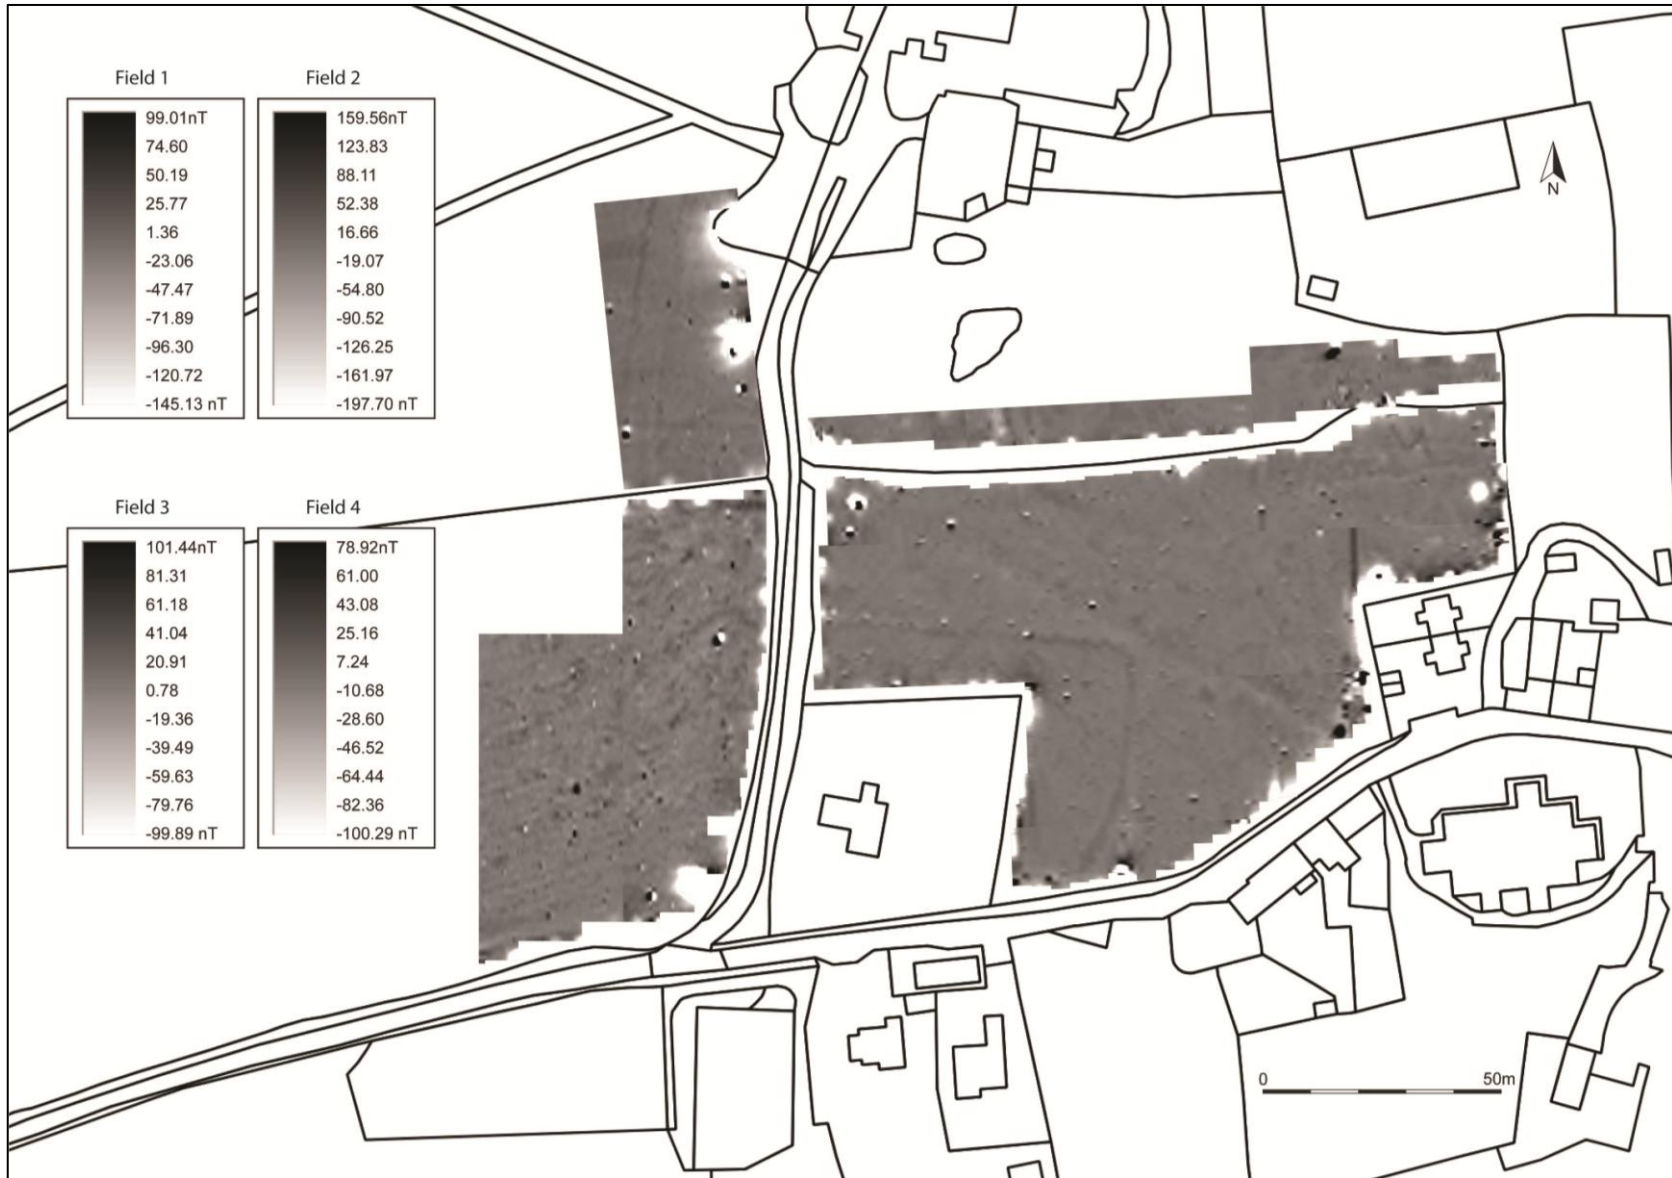 Field 1
99.01nT
74.60
50.19
25.77
1.36
-23.06
-47.47
-71.89
-96.30
-120.72
-145.13 nT
Field 2
159.56nT
123.83
88.11
52.38
16.66
-19.07
-54.80
-90.52
-126.25
-161.97
-197.70 nT
N
Field 3
101.44nT
81.31
61.18
41.04
20.91
0.78
-19.36
-39.49
-59.63
-79.76
-99.89 nT
Field 4
78.92nT
61.00
43.08
25.16
7.24
-10.68
-28.60
-46.52
-64.44
-82.36
-100.29 nT
0 50m